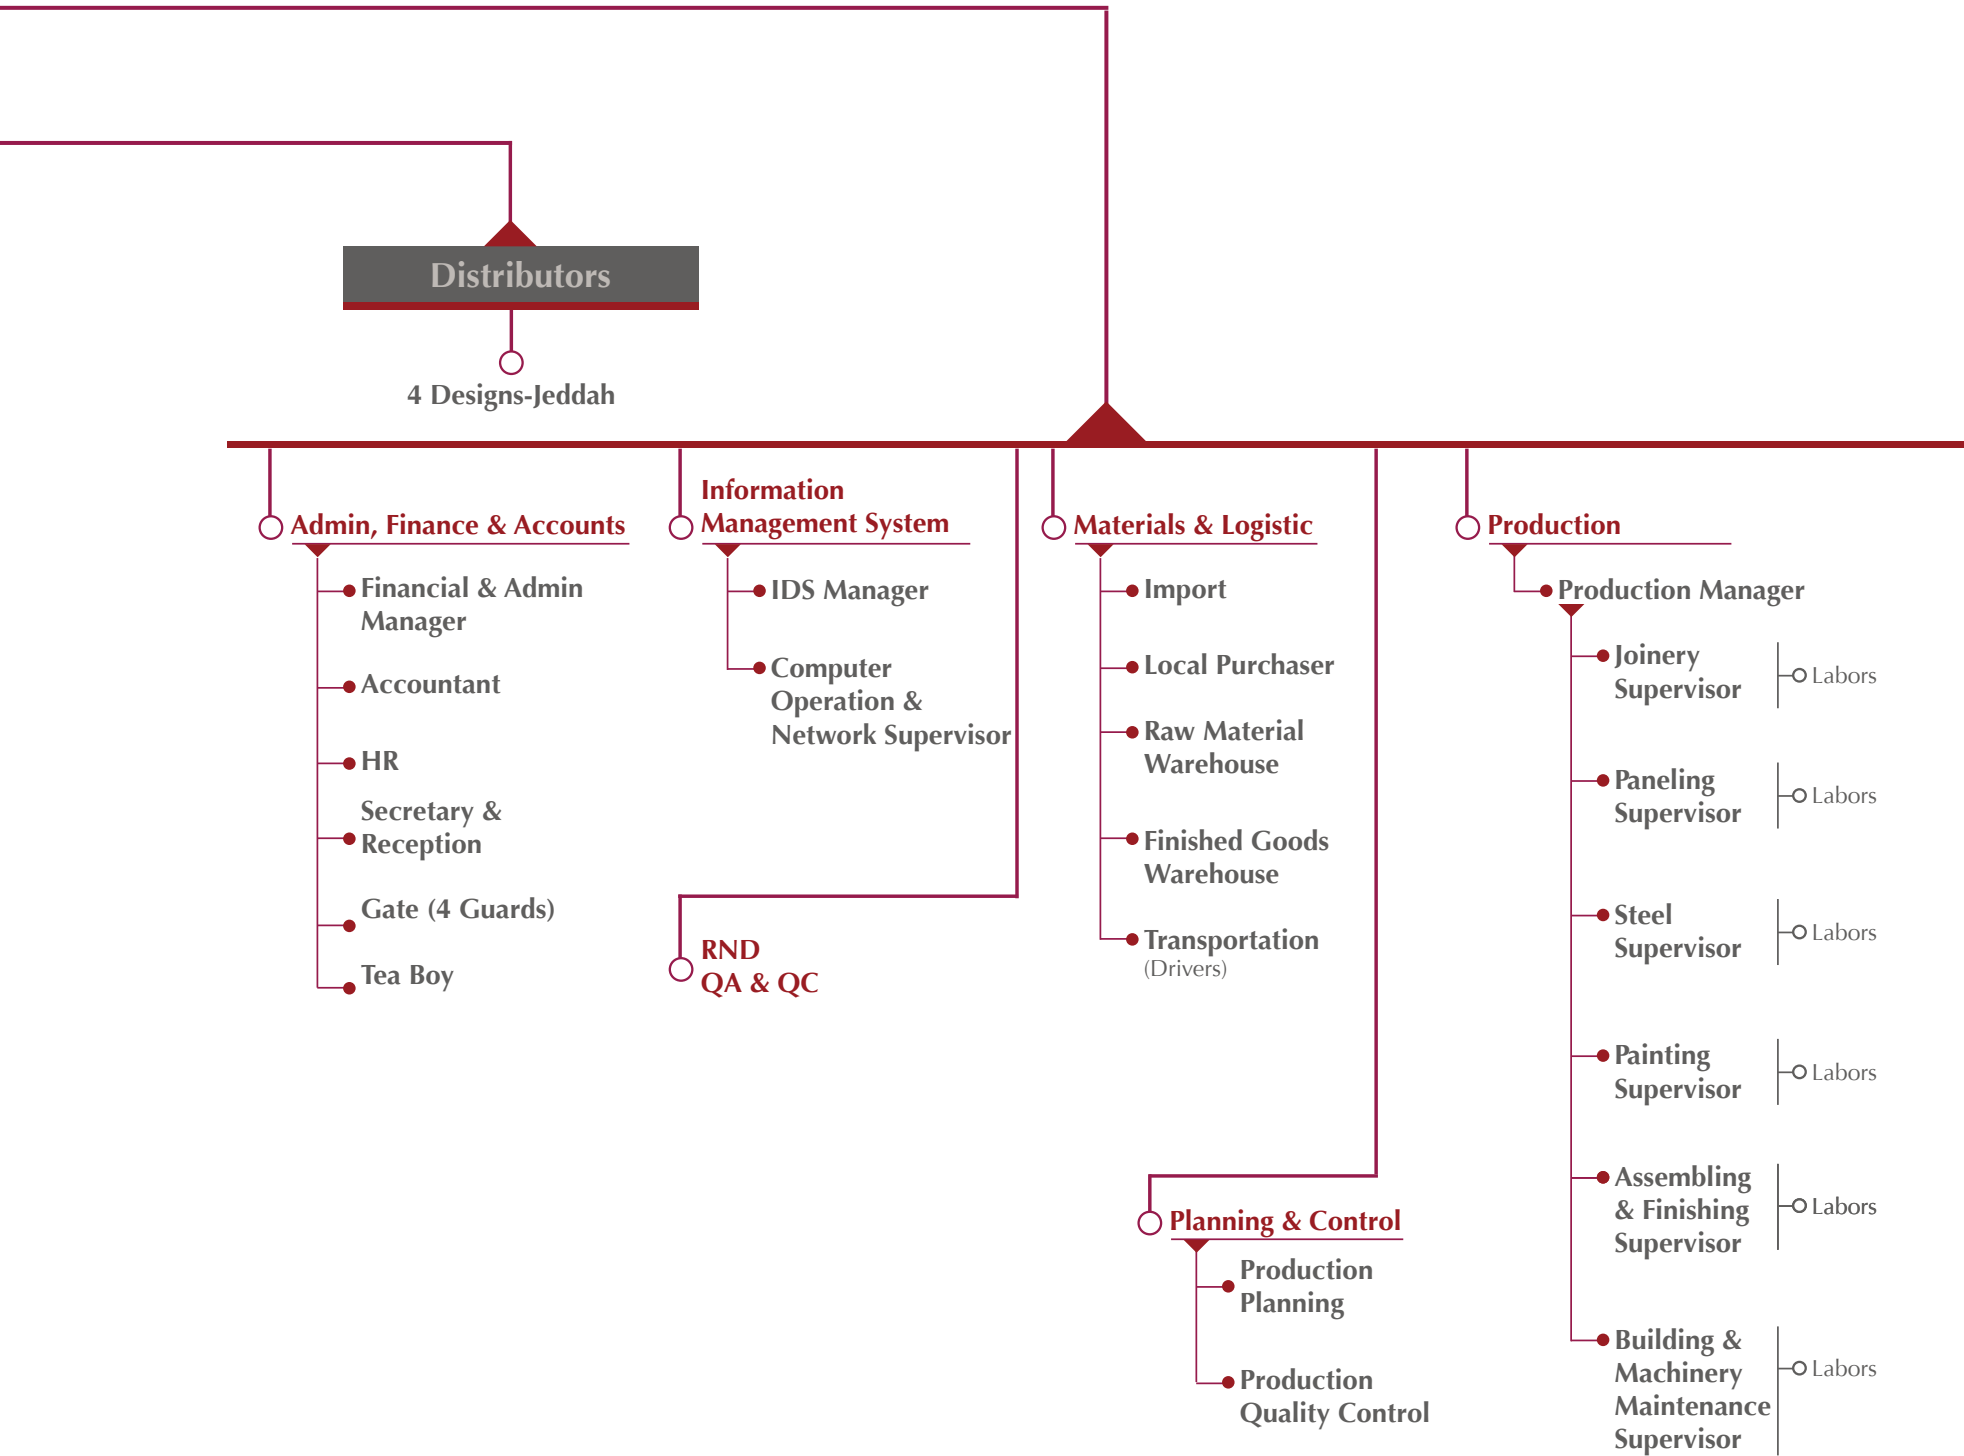 Distributors
4 Designs-Jeddah
Admin, Finance & Accounts
Financial & Admin
Manager
Accountant
HR
Secretary &
Reception
Gate (4 Guards)
Tea Boy
Information
Management System
IDS Manager
Computer
Operation &
Network Supervisor
RND
QA & QC
Materials & Logistic
Import
Local Purchaser
Raw Material
Warehouse
Finished Goods
Warehouse
Transportation
(Drivers)
Planning & Control
Production
Planning
Production
Quality Control
Production
Production Manager
Joinery
Supervisor
Labors
Paneling
Supervisor
Labors
Steel
Supervisor
Labors
Painting
Supervisor
Labors
Assembling
& Finishing
Supervisor
Labors
Building &
Machinery
Maintenance
Supervisor
Labors